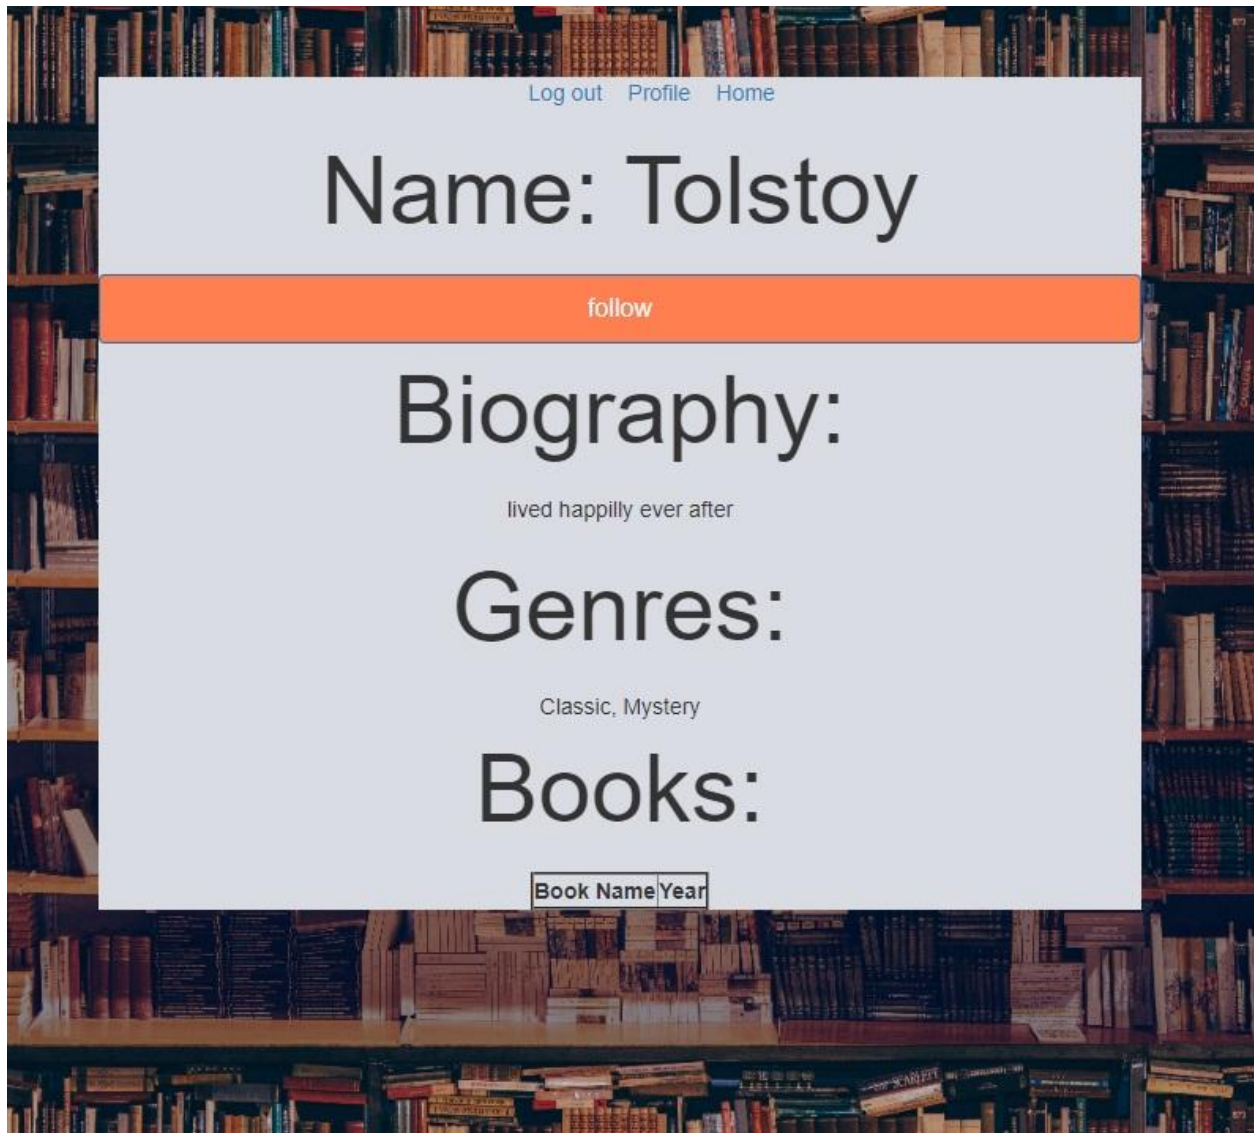 Log out Profile Home
Name: Tolstoy
follow
Biography:
lived happilly ever after
Genres:
Classic, Mystery
Books:
Book Name Year